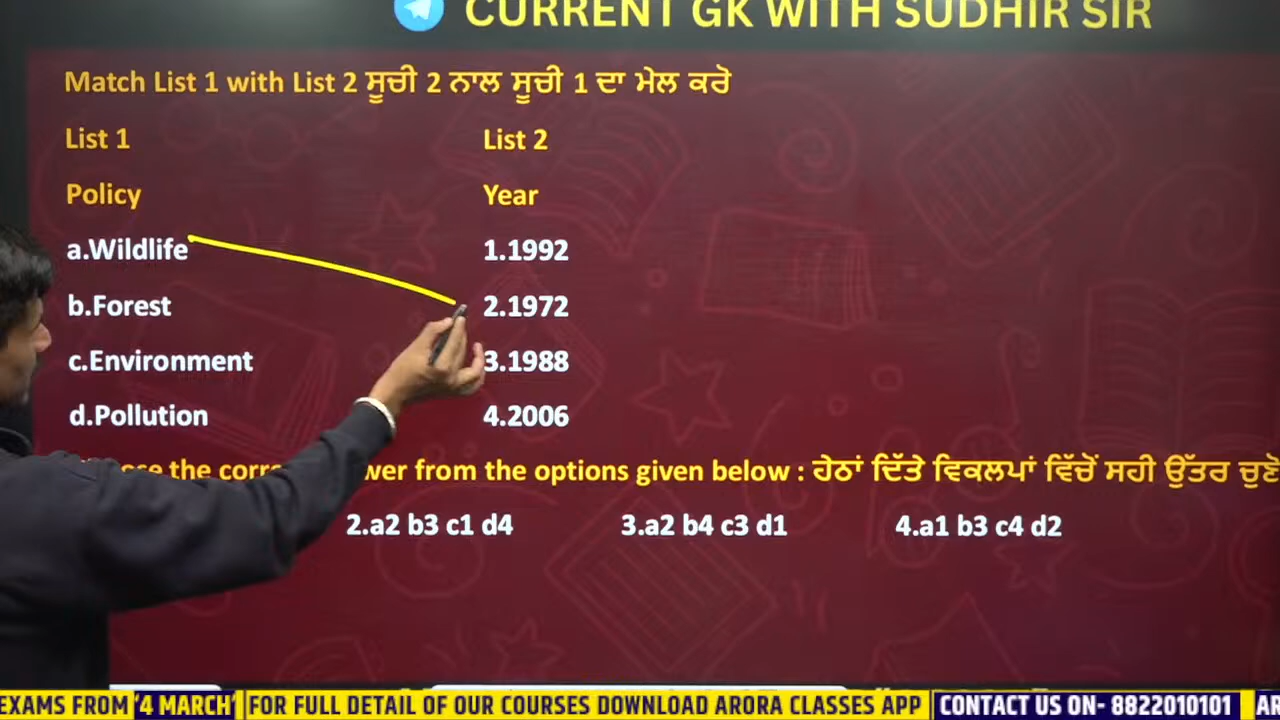 CURRENT GK WITH SUDHIR SIR
Match List 1 with List 2 ਸੂਚੀ 2 ਨਾਲ ਸੂਚੀ 1 ਦਾ ਮੇਲ ਕਰੋ
List 1 List 2
Policy Year
a.Wildlife 1.1992
b.Forest 2.1972
c.Environment 3.1988
d.Pollution 4.2006
the from the options given below : ਹੇਠਾਂ ਦਿੱਤੇ ਵਿਕਲਪਾਂ ਵਿੱਚੋਂ ਸਹੀ ਉੱਤਰ ਚੁਣੋ
2.a2 b3 c1 d4 3.a2 b4 c3 d1 4.a1 b3 c4 d2
EXAMS FROM '4 MARCH' FOR FULL DETAIL OF OUR COURSES DOWNLOAD ARORA CLASSES APP CONTACT US ON- 8822010101